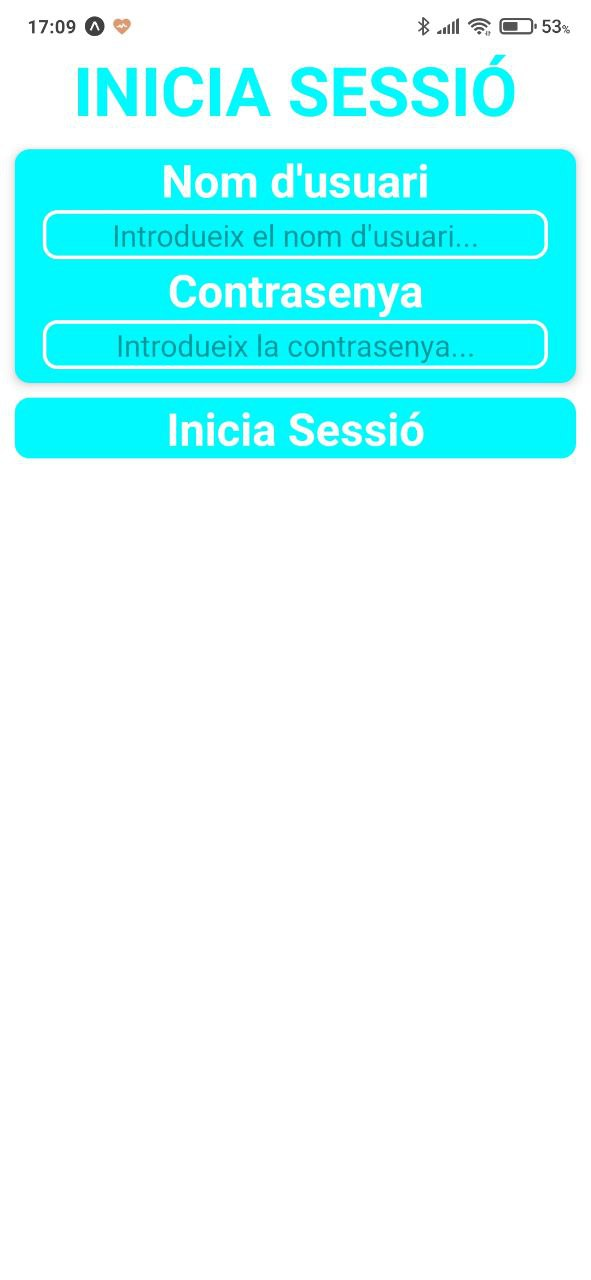 17:09 53%
INICIA SESSIÓ
Nom d'usuari
Introdueix el nom d'usuari...
Contrasenya
Introdueix la contrasenya...
Inicia Sessió